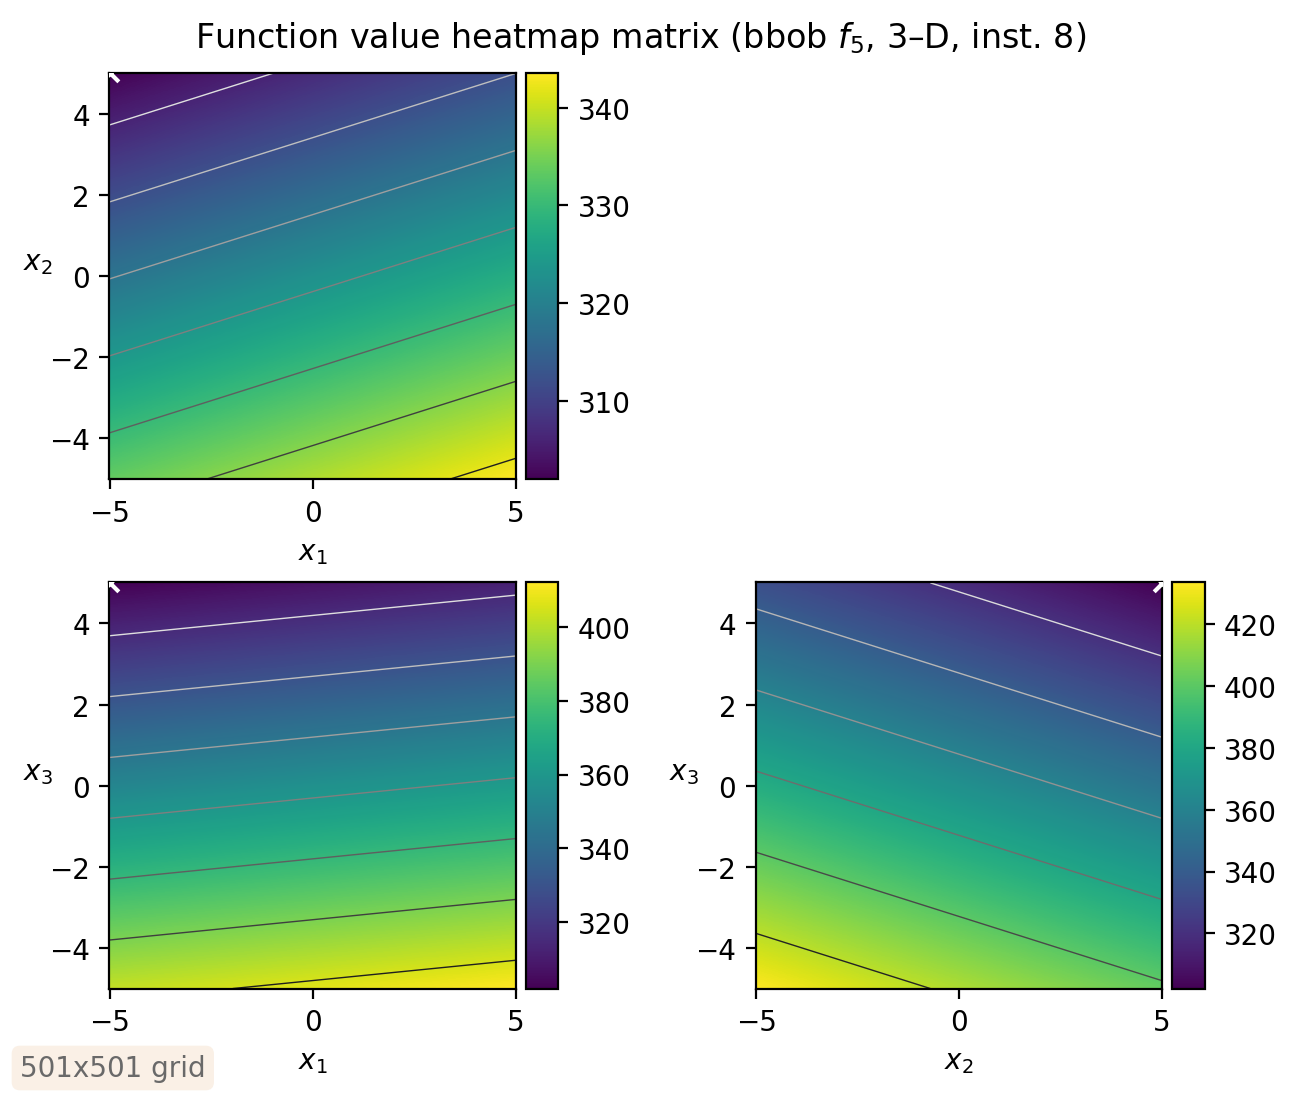 Function value heatmap matrix (bbob f₅, 3–D, inst. 8)
4
2
0
−2
−4
x₂
−5 0 5
x₁
340
330
320
310
4
2
0
−2
−4
x₃
−5 0 5
x₁
400
380
360
340
320
4
2
0
−2
−4
x₃
−5 0 5
x₂
420
400
380
360
340
320
501x501 grid